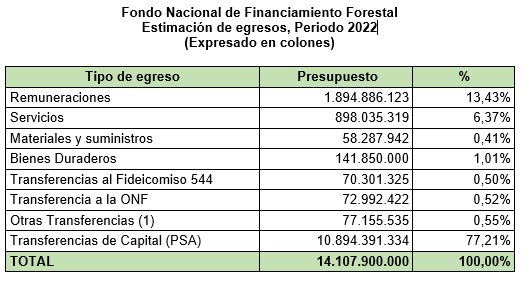 Fondo Nacional de Financiamiento Forestal
Estimación de egresos, Periodo 2022
(Expresado en colones)
Tipo de egreso Presupuesto %
Remuneraciones 1.894.886.123 13,43%
Servicios 898.035.319 6,37%
Materiales y suministros 58.287.942 0,41%
Bienes Duraderos 141.850.000 1,01%
Transferencias al Fideicomiso 544 70.301.325 0,50%
Transferencia a la ONF 72.992.422 0,52%
Otras Transferencias (1) 77.155.535 0,55%
Transferencias de Capital (PSA) 10.894.391.334 77,21%
TOTAL 14.107.900.000 100,00%